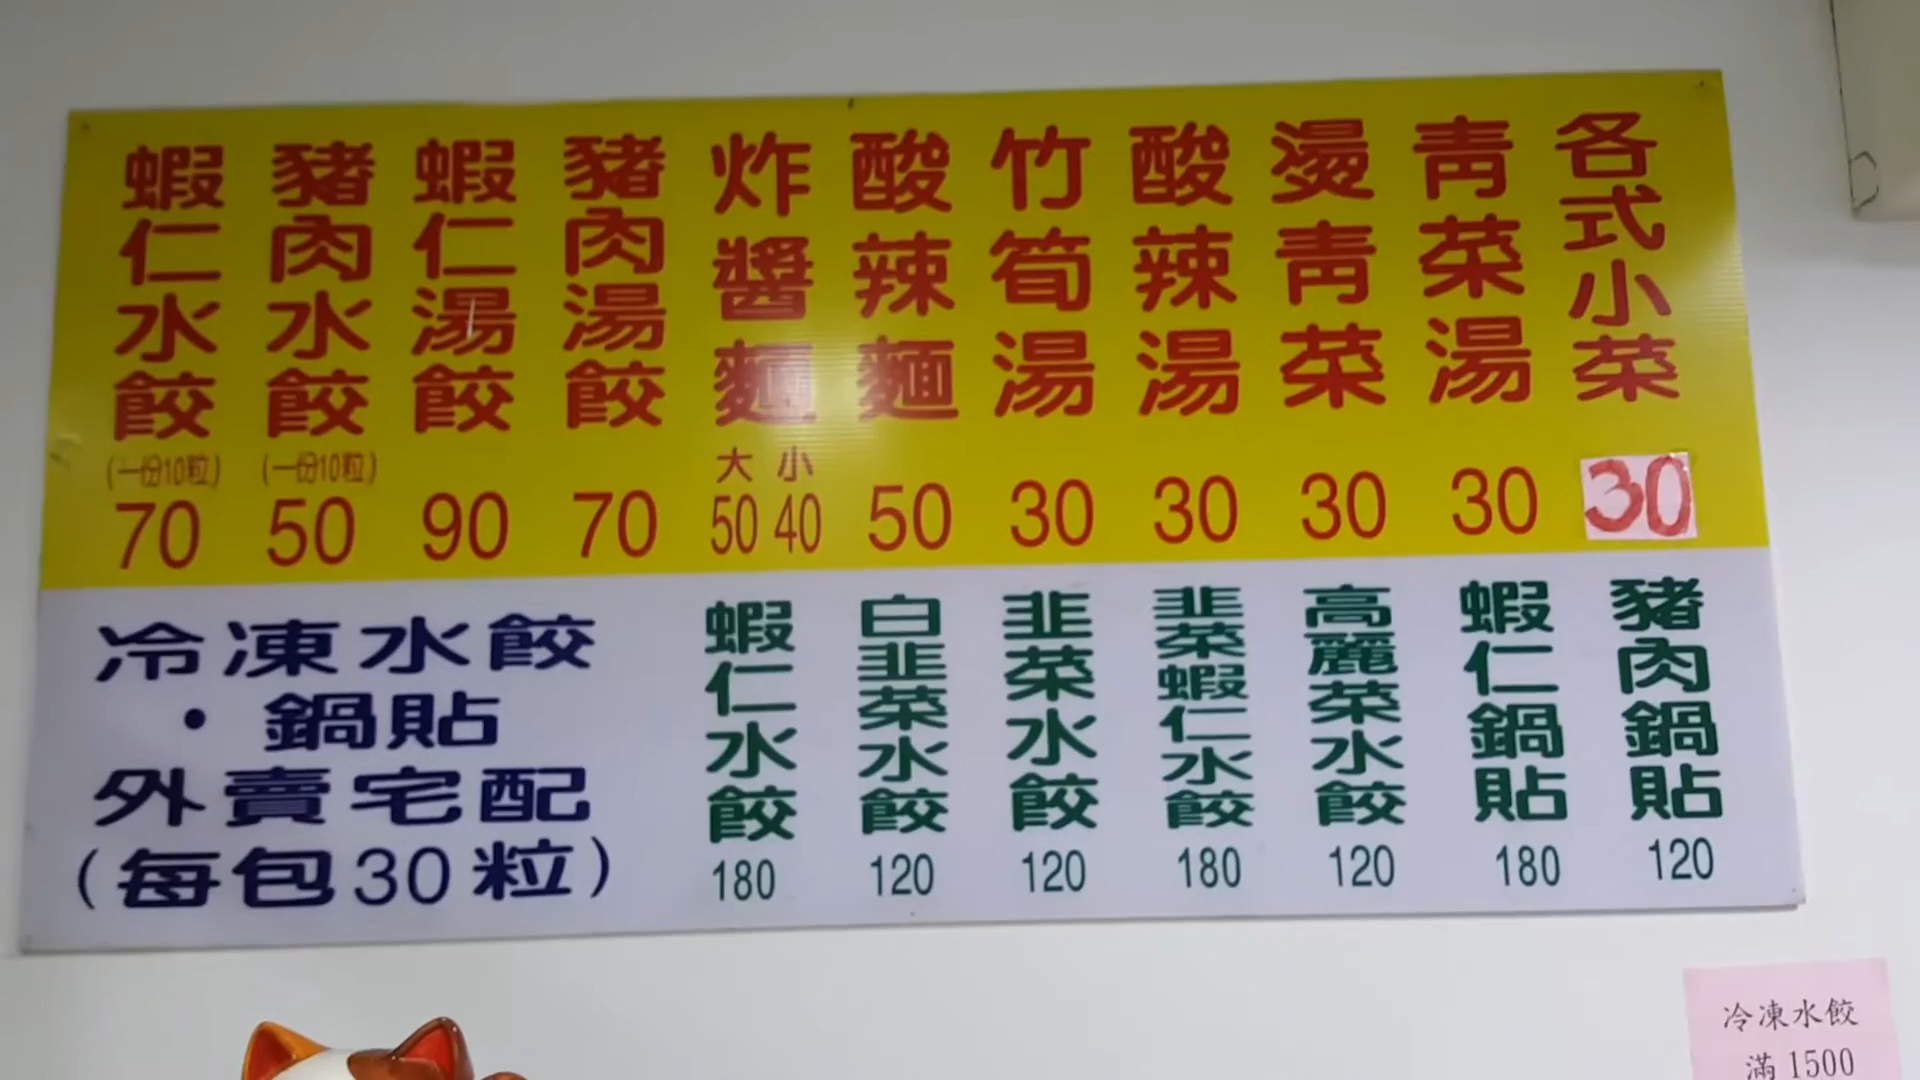 蝦仁水餃
(一份10粒)
70
豬肉水餃
(一份10粒)
50
蝦仁湯餃
90
豬肉湯餃
70
炸醬麵
大 小
50 40
酸辣麵
50
竹筍湯
30
酸辣湯
30
燙青菜
30
青菜湯
30
各式小菜
30
冷凍水餃
・鍋貼
外賣宅配
(每包30粒)
蝦仁水餃
180
白韭菜水餃
120
韭菜水餃
120
韭菜蝦仁水餃
180
高麗菜水餃
120
蝦仁鍋貼
180
豬肉鍋貼
120
冷凍水餃
滿1500